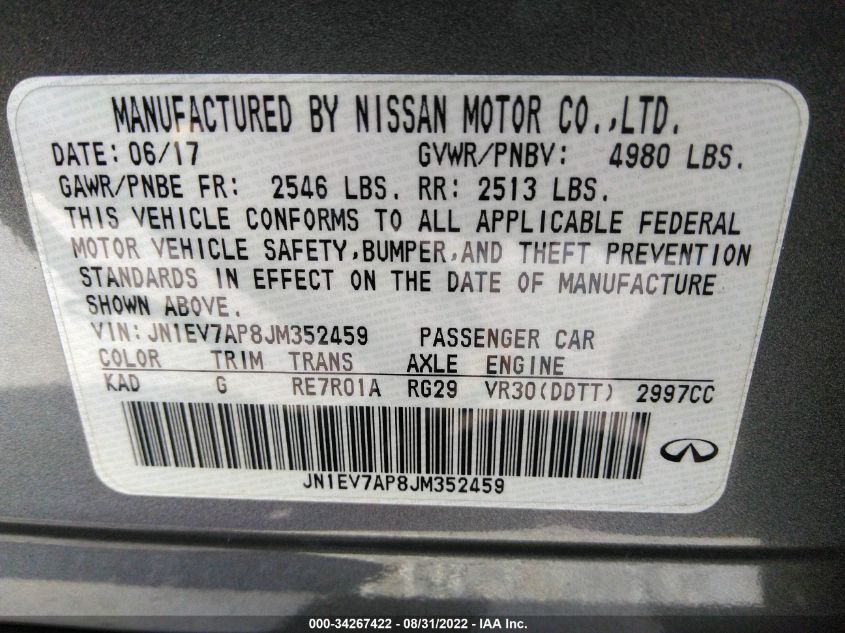 MANUFACTURED BY NISSAN MOTOR CO.,LTD.
DATE: 06/17 GVWR/PNBV: 4980 LBS.
GAWR/PNBE FR: 2546 LBS. RR: 2513 LBS.
THIS VEHICLE CONFORMS TO ALL APPLICABLE FEDERAL
MOTOR VEHICLE SAFETY,BUMPER,AND THEFT PREVENTION
STANDARDS IN EFFECT ON THE DATE OF MANUFACTURE
SHOWN ABOVE.
VIN: JN1EV7AP8JM352459 PASSENGER CAR
COLOR TRIM TRANS AXLE ENGINE
KAD G RE7R01A RG29 VR30(DDTT) 2997CC
JN1EV7AP8JM352459
000-34267422 - 08/31/2022 - IAA Inc.